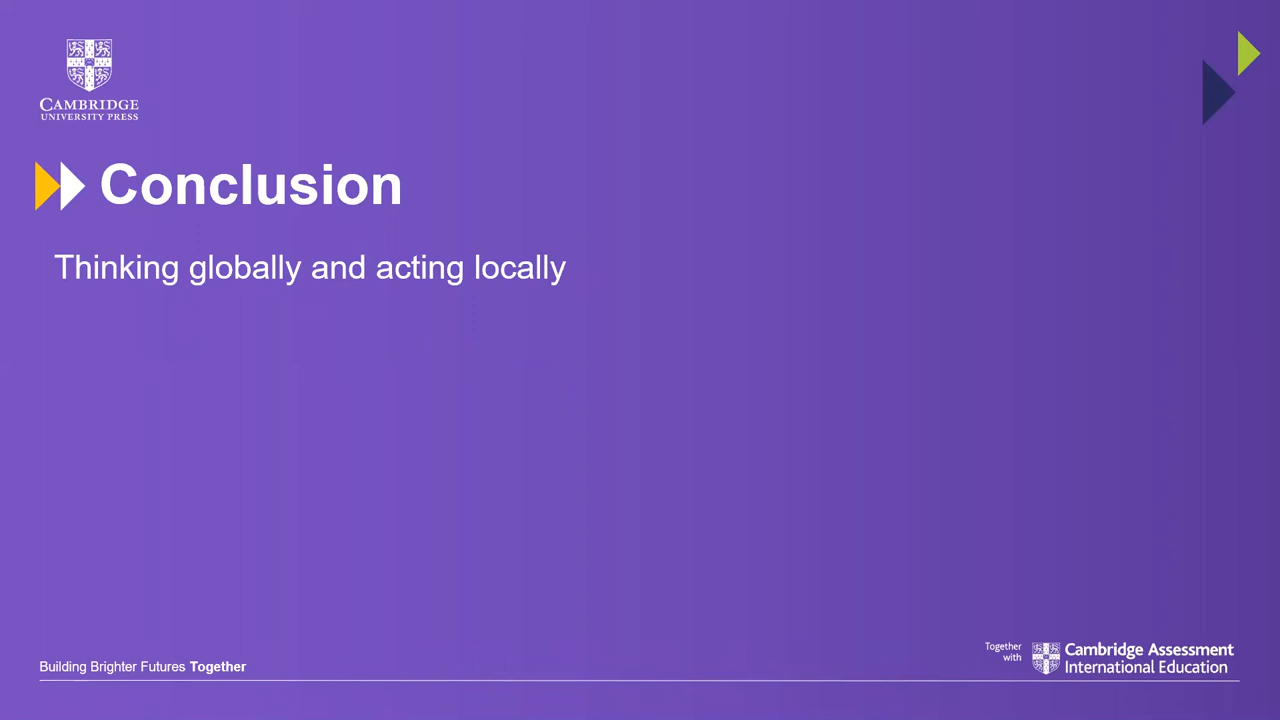 CAMBRIDGE
UNIVERSITY PRESS
Conclusion
Thinking globally and acting locally
Building Brighter Futures Together
Together
with
Cambridge Assessment
International Education